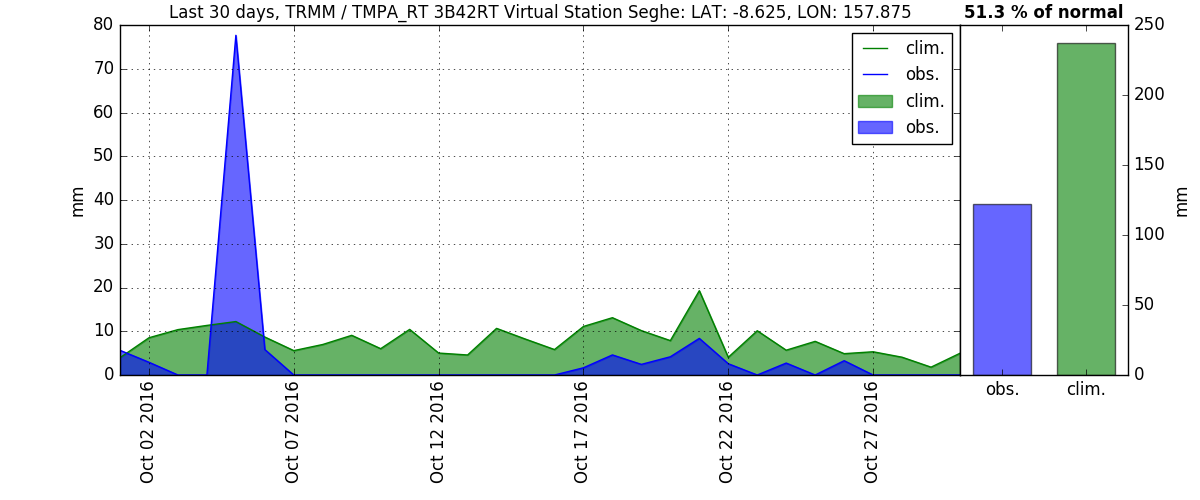 Last 30 days, TRMM / TMPA_RT 3B42RT Virtual Station Seghe: LAT: -8.625, LON: 157.875
51.3 % of normal
80
70
60
50
40
30
20
10
0
mm
clim.
obs.
clim.
obs.
Oct 02 2016
Oct 07 2016
Oct 12 2016
Oct 17 2016
Oct 22 2016
Oct 27 2016
250
200
150
100
50
0
mm
obs.
clim.